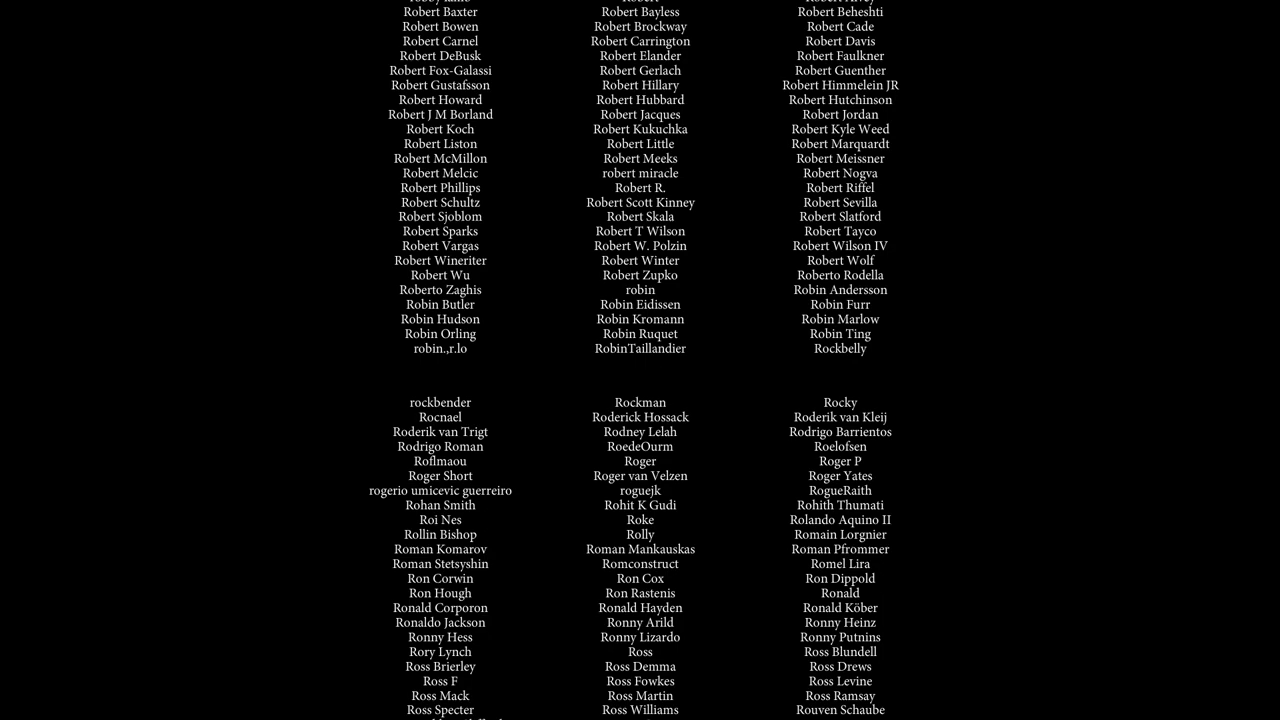 Robert Baxter Robert Bayless Robert Beheshti
Robert Bowen Robert Brockway Robert Cade
Robert Carnel Robert Carrington Robert Davis
Robert DeBusk Robert Elander Robert Faulkner
Robert Fox-Galassi Robert Gerlach Robert Guenther
Robert Gustafsson Robert Hillary Robert Himmelein JR
Robert Howard Robert Hubbard Robert Hutchinson
Robert J M Borland Robert Jacques Robert Jordan
Robert Koch Robert Kukuchka Robert Kyle Weed
Robert Liston Robert Little Robert Marquardt
Robert McMillon Robert Meeks Robert Meissner
Robert Melcic robert miracle Robert Nogva
Robert Phillips Robert R. Robert Riffel
Robert Schultz Robert Scott Kinney Robert Sevilla
Robert Sjoblom Robert Skala Robert Slatford
Robert Sparks Robert T Wilson Robert Tayco
Robert Vargas Robert W. Polzin Robert Wilson IV
Robert Wineriter Robert Winter Robert Wolf
Robert Wu Robert Zupko Roberto Rodella
Roberto Zaghis robin Robin Andersson
Robin Butler Robin Eidissen Robin Furr
Robin Hudson Robin Kromann Robin Marlow
Robin Orling Robin Ruquet Robin Ting
robin.,r.lo RobinTaillandier Rockbelly
rockbender Rockman Rocky
Rocnael Roderick Hossack Roderik van Kleij
Roderik van Trigt Rodney Lelah Rodrigo Barrientos
Rodrigo Roman RoedeOurm Roelofsen
Roflmaou Roger Roger P
Roger Short Roger van Velzen Roger Yates
rogerio umicevic guerreiro roguejk RogueRaith
Rohan Smith Rohit K Gudi Rohith Thumati
Roi Nes Roke Rolando Aquino II
Rollin Bishop Rolly Romain Lorgnier
Roman Komarov Roman Mankauskas Roman Pfrommer
Roman Stetsyshin Romconstruct Romel Lira
Ron Corwin Ron Cox Ron Dippold
Ron Hough Ron Rastenis Ronald
Ronald Corporon Ronald Hayden Ronald Köber
Ronaldo Jackson Ronny Arild Ronny Heinz
Ronny Hess Ronny Lizardo Ronny Putnins
Rory Lynch Ross Ross Blundell
Ross Brierley Ross Demma Ross Drews
Ross F Ross Fowkes Ross Levine
Ross Mack Ross Martin Ross Ramsay
Ross Specter Ross Williams Rouven Schaube